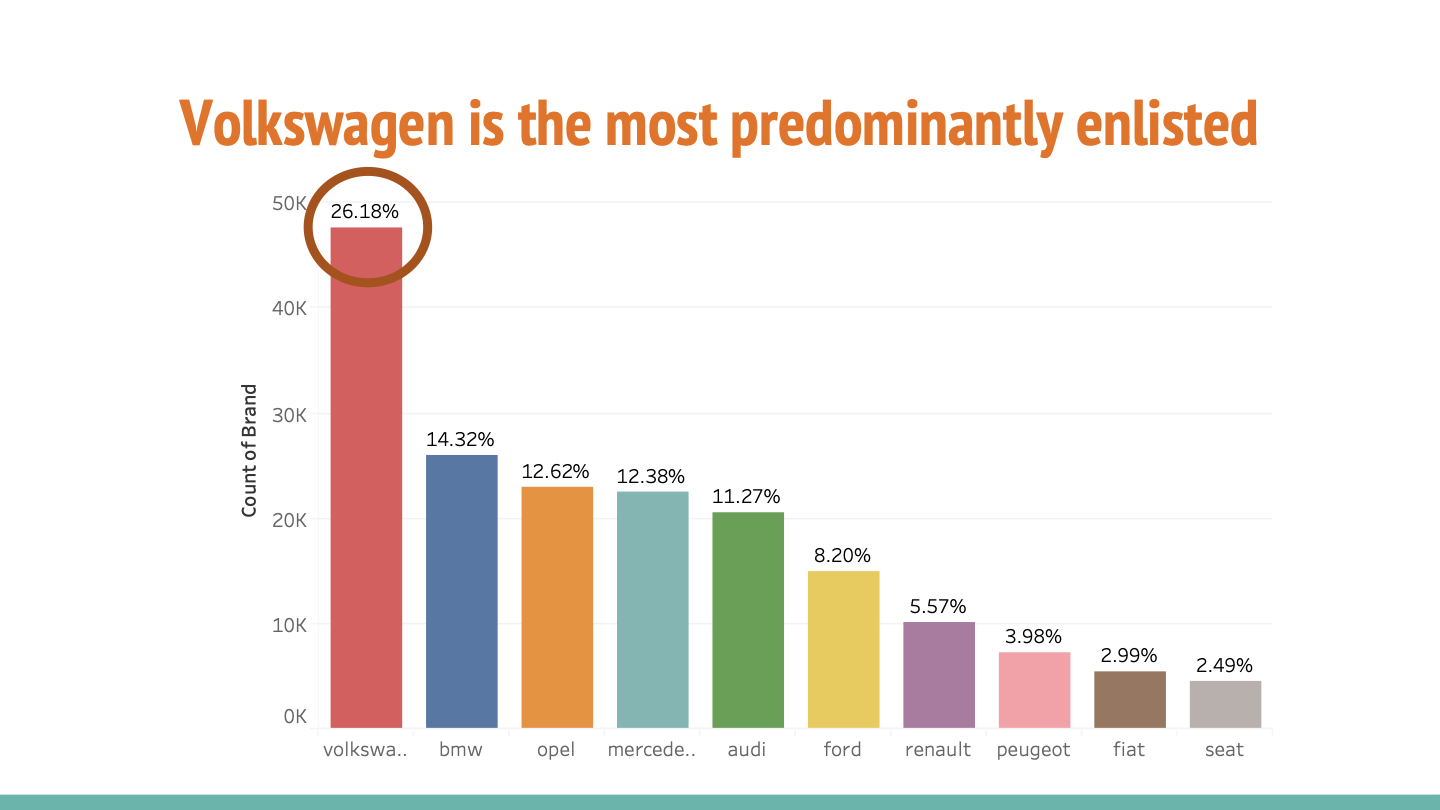 Volkswagen is the most predominantly enlisted
50K
40K
30K
20K
10K
0K
Count of Brand
26.18%
14.32%
12.62%
12.38%
11.27%
8.20%
5.57%
3.98%
2.99%
2.49%
volkswa..
bmw
opel
mercede..
audi
ford
renault
peugeot
fiat
seat